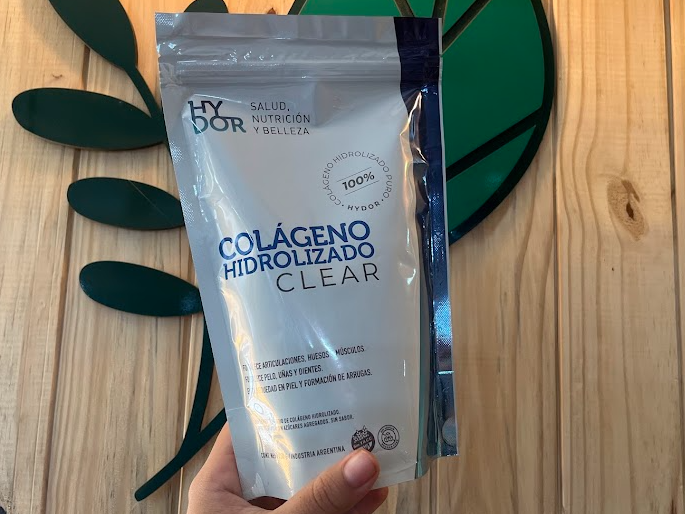 HY
DOR
SALUD,
NUTRICIÓN
Y BELLEZA
COLÁGENO HIDROLIZADO PURO
100%
• HYDOR •
COLÁGENO
HIDROLIZADO
CLEAR
ARTICULACIONES, HUESOS MÚSCULOS.
PELO, UÑAS Y DIENTES.
EN PIEL Y FORMACIÓN DE ARRUGAS.
DE COLÁGENO HIDROLIZADO.
AZÚCARES AGREGADOS. SIN SABOR.
INDUSTRIA ARGENTINA